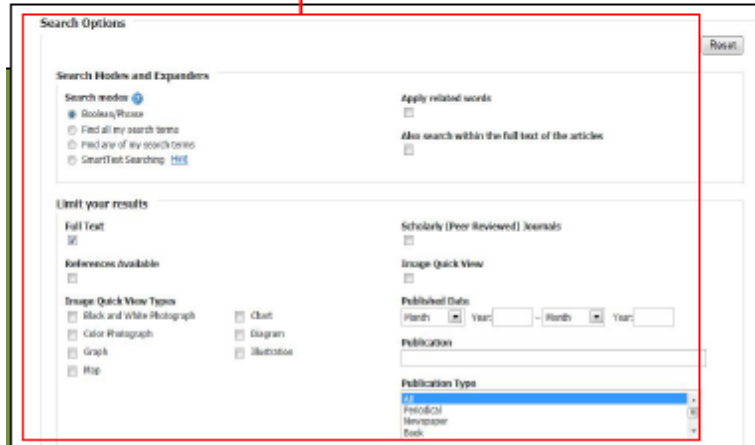 Search Options
Reset
Search Modes and Expanders
Search modes
Boolean/Phrase
Find all my search terms
Find any of my search terms
SmartText Searching Hint
Apply related words
Also search within the full text of the articles
Limit your results
Full Text
References Available
Image Quick View Types
Black and White Photograph
Color Photograph
Graph
Map
Chart
Diagram
Illustration
Scholarly (Peer Reviewed) Journals
Image Quick View
Published Date
Month Year: – Month Year:
Publication
Publication Type
All
Periodical
Newspaper
Book